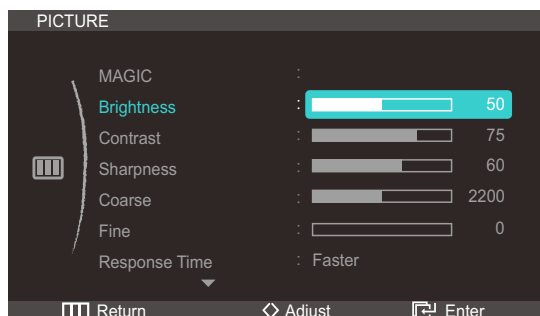 PICTURE
MAGIC :
Brightness : 50
Contrast : 75
Sharpness : 60
Coarse : 2200
Fine : 0
Response Time : Faster
Return Adjust Enter